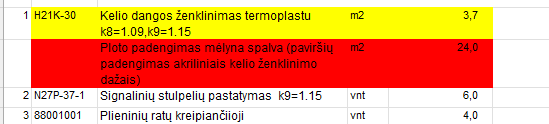 1 H21K-30 Kelio dangos ženklinimas termoplastu m2 3,7
k8=1.09,k9=1.15
Ploto padengimas mėlyna spalva (paviršių m2 24,0
padengimas akriliniais kelio ženklinimo
dažais)
2 N27P-37-1 Signalinių stulpelių pastatymas k9=1.15 vnt 6,0
3 88001001 Plieninių ratų kreipiančiioji vnt 4,0